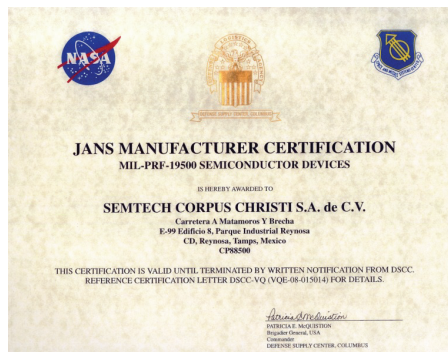 NASA
JANS MANUFACTURER CERTIFICATION
MIL-PRF-19500 SEMICONDUCTOR DEVICES
IS HEREBY AWARDED TO
SEMTECH CORPUS CHRISTI S.A. de C.V.
Carretera A Matamoros Y Brecha
E-99 Edificio 8, Parque Industrial Reynosa
CD, Reynosa, Tamps, Mexico
CP88500
THIS CERTIFICATION IS VALID UNTIL TERMINATED BY WRITTEN NOTIFICATION FROM DSCC.
REFERENCE CERTIFICATION LETTER DSCC-VQ (VQE-08-015014) FOR DETAILS.
Patricia E McQuistion
PATRICIA E. McQUISTION
Brigadier General, USA
Commander
DEFENSE SUPPLY CENTER, COLUMBUS